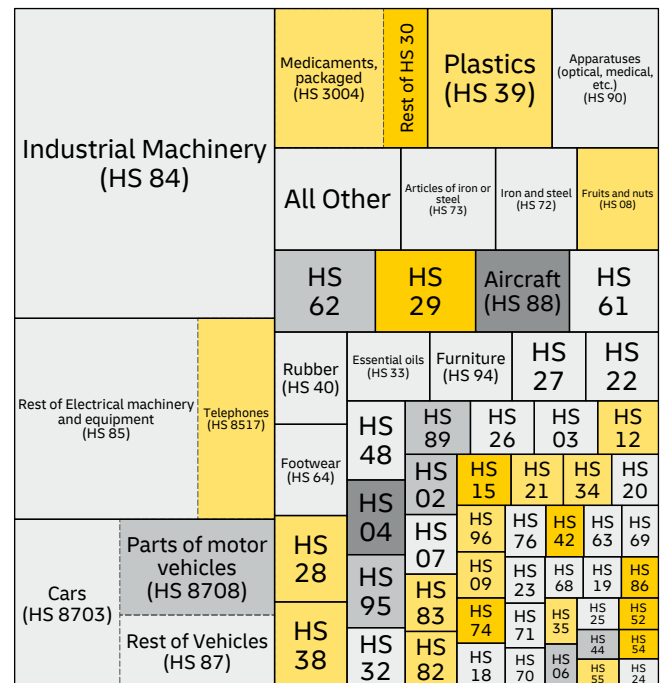 Industrial Machinery
(HS 84)
Medicaments,
packaged
(HS 3004)
Rest of HS 30
Plastics
(HS 39)
Apparatuses
(optical, medical,
etc.)
(HS 90)
All Other
Articles of iron or
steel
(HS 73)
Iron and steel
(HS 72)
Fruits and nuts
(HS 08)
HS
62
HS
29
Aircraft
(HS 88)
HS
61
Rest of Electrical machinery
and equipment
(HS 85)
Telephones
(HS 8517)
Rubber
(HS 40)
Essential oils
(HS 33)
Furniture
(HS 94)
HS
27
HS
22
Footwear
(HS 64)
HS
48
HS
89
HS
26
HS
03
HS
12
HS
04
HS
02
HS
15
HS
21
HS
34
HS
20
Cars
(HS 8703)
Parts of motor
vehicles
(HS 8708)
Rest of Vehicles
(HS 87)
HS
28
HS
38
HS
95
HS
32
HS
07
HS
83
HS
82
HS
96
HS
09
HS
74
HS
18
HS
76
HS
23
HS
71
HS
70
HS
42
HS
63
HS
69
HS
68
HS
19
HS
86
HS
35
HS
06
HS
25
HS
44
HS
55
HS
52
HS
54
HS
24